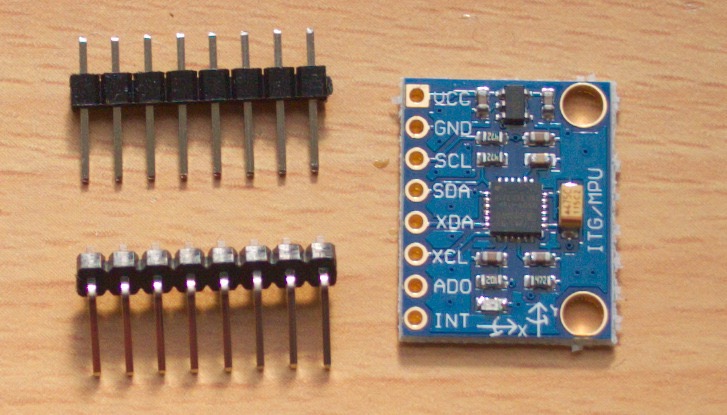 VCC
GND
SCL
SDA
XDA
XCL
ADO
INT
ITG/MPU
X
Y